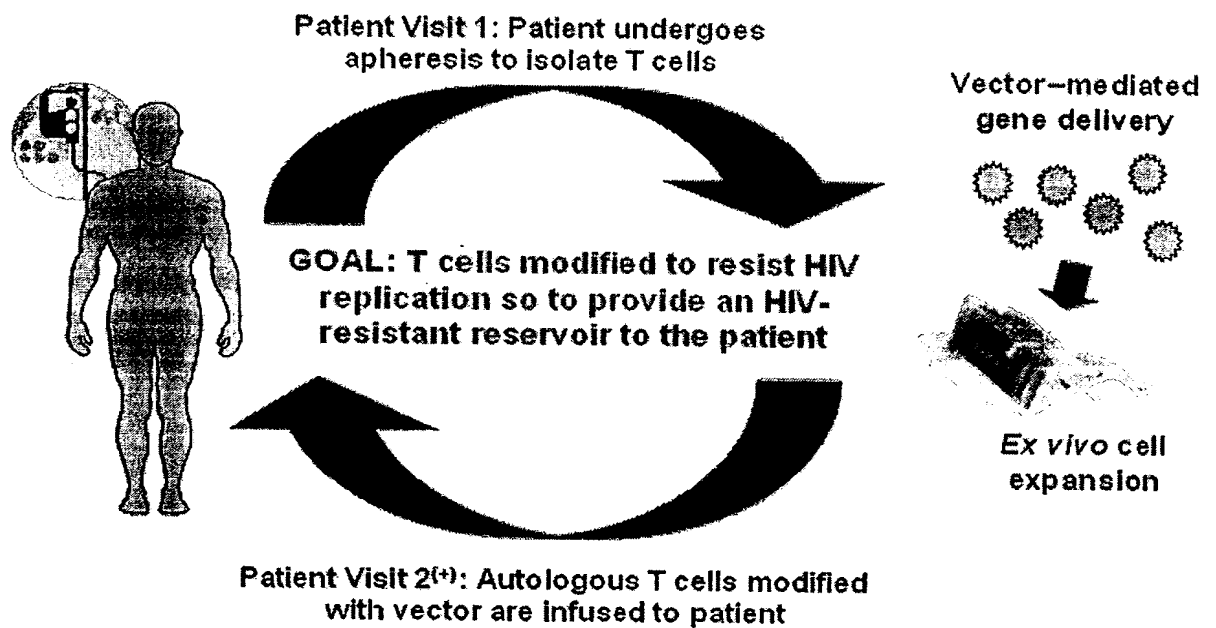 Patient Visit 1: Patient undergoes
apheresis to isolate T cells
Vector–mediated
gene delivery
GOAL: T cells modified to resist HIV
replication so to provide an HIV-
resistant reservoir to the patient
Ex vivo cell
expansion
Patient Visit 2(+): Autologous T cells modified
with vector are infused to patient